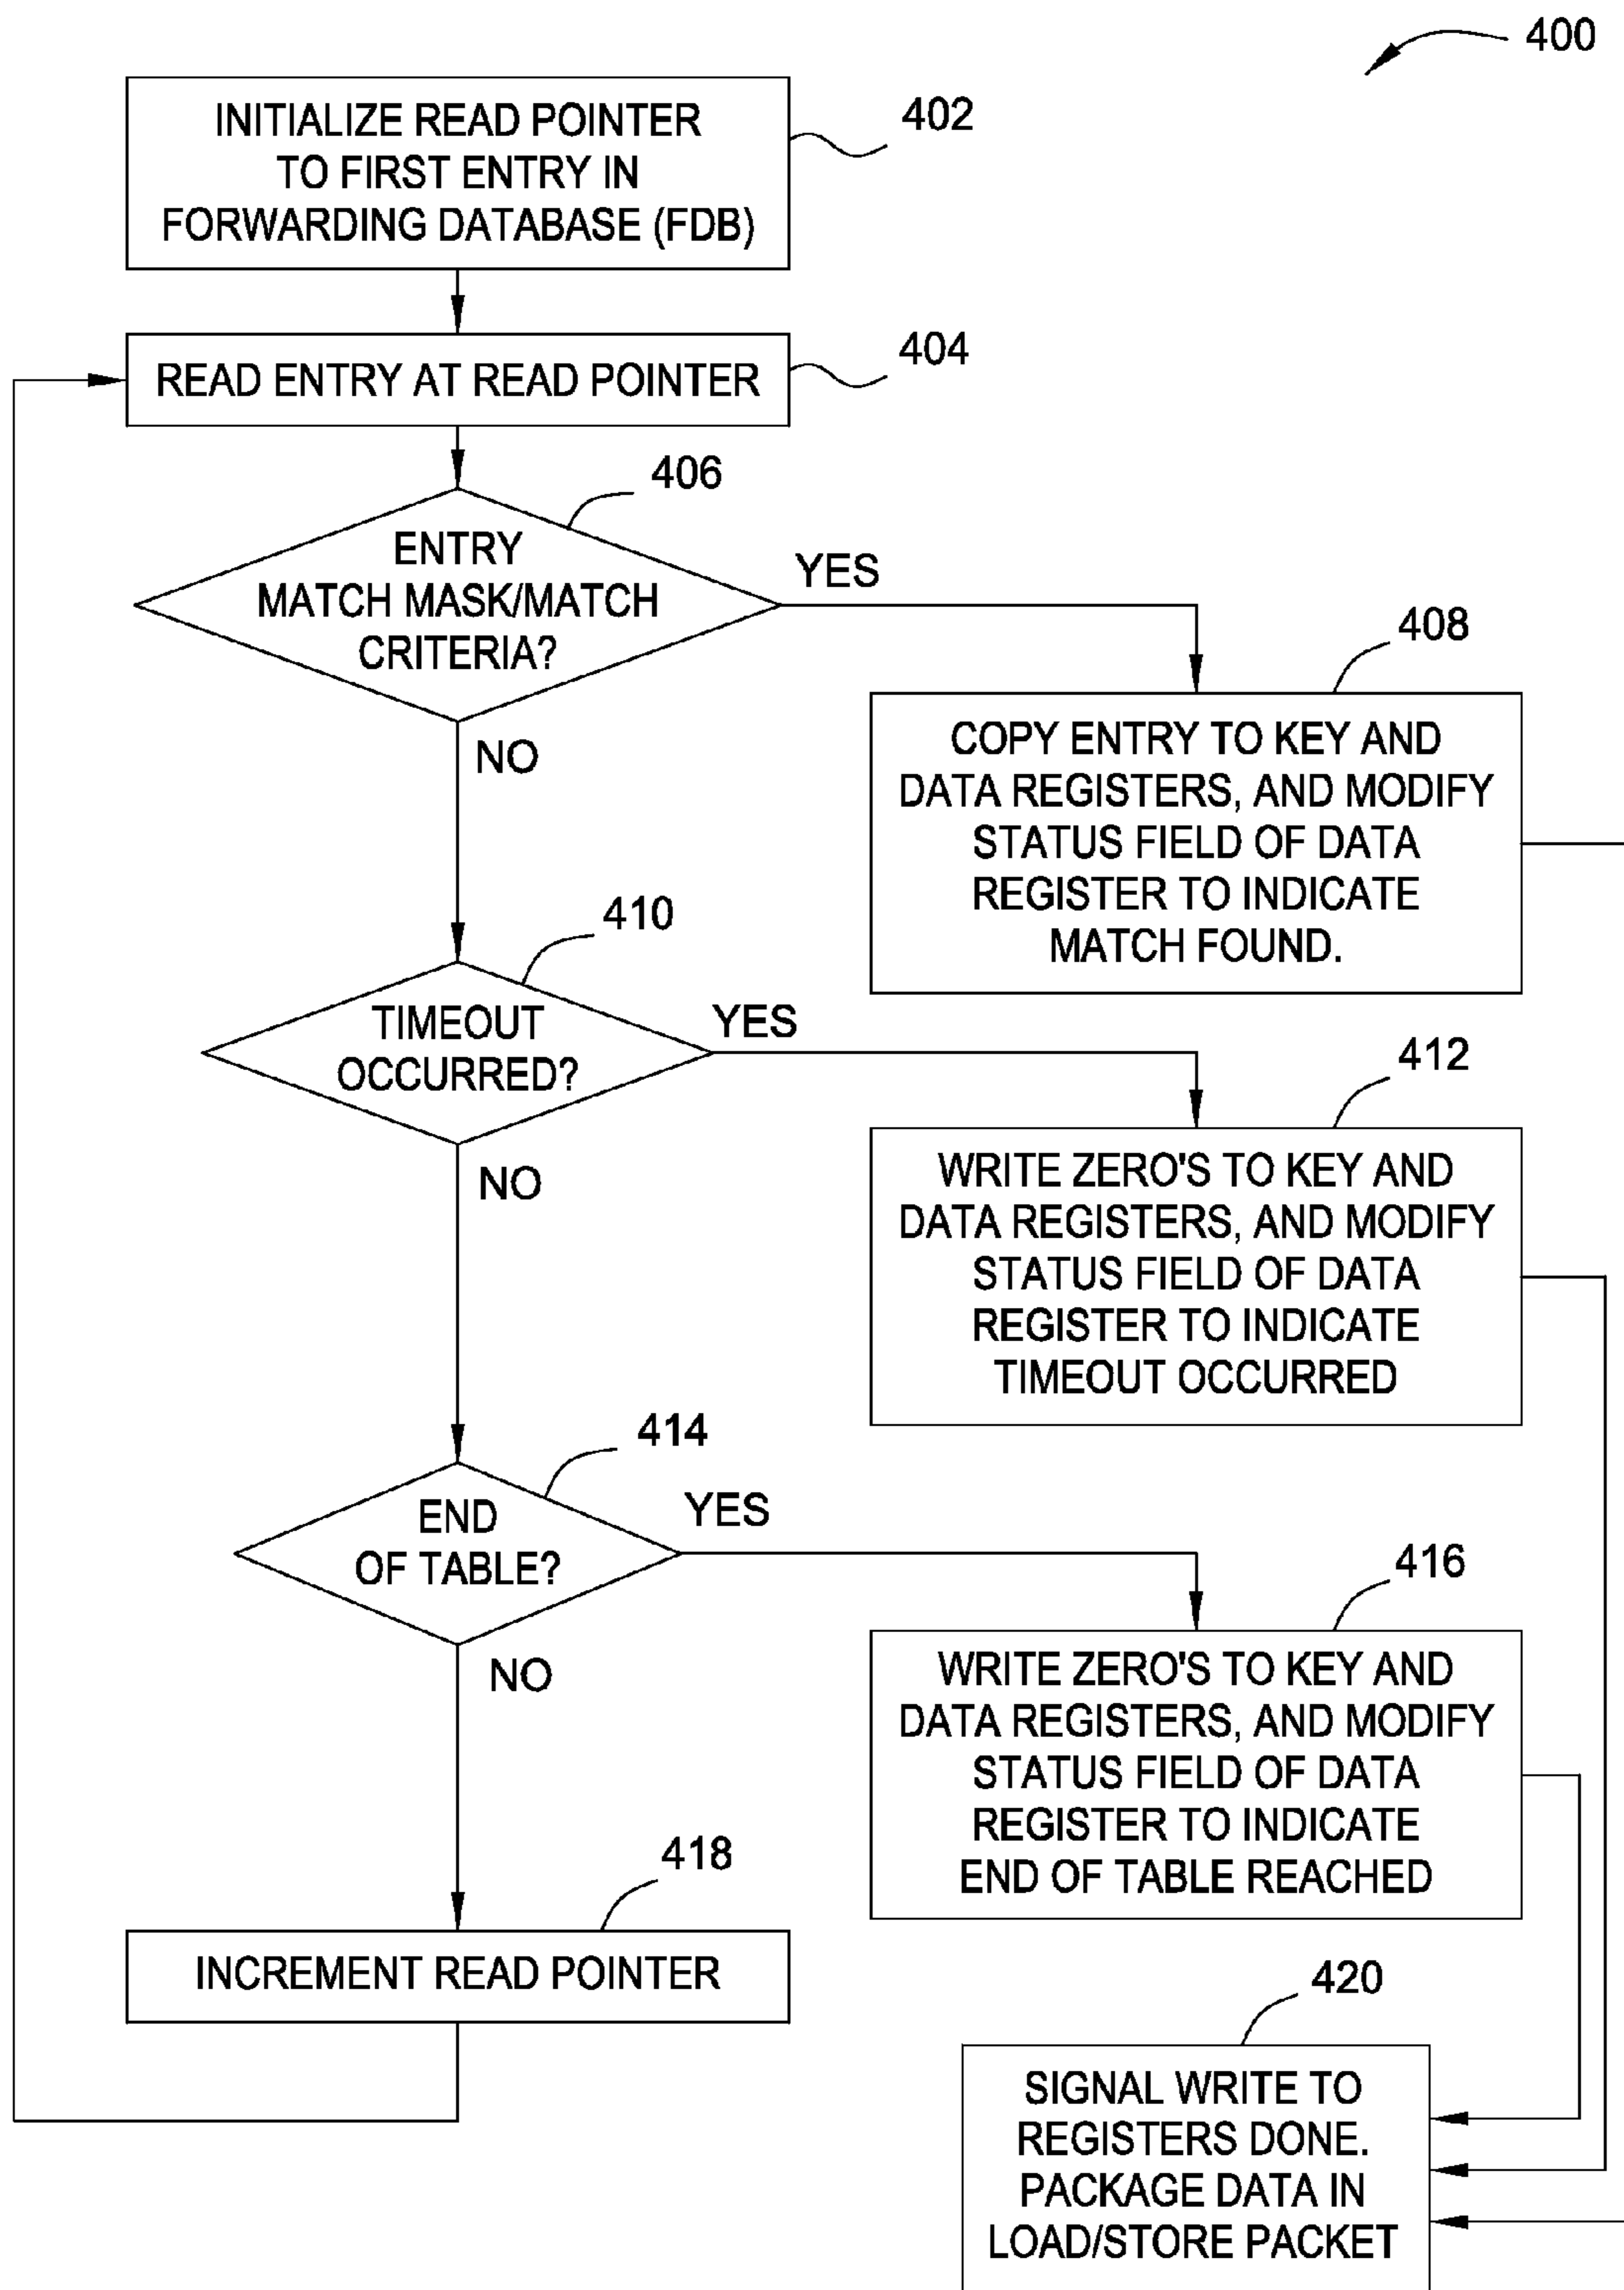 400
INITIALIZE READ POINTER
TO FIRST ENTRY IN
FORWARDING DATABASE (FDB)
402
READ ENTRY AT READ POINTER
404
406
ENTRY
MATCH MASK/MATCH
CRITERIA?
YES
NO
408
COPY ENTRY TO KEY AND
DATA REGISTERS, AND MODIFY
STATUS FIELD OF DATA
REGISTER TO INDICATE
MATCH FOUND.
410
TIMEOUT
OCCURRED?
YES
NO
412
WRITE ZERO'S TO KEY AND
DATA REGISTERS, AND MODIFY
STATUS FIELD OF DATA
REGISTER TO INDICATE
TIMEOUT OCCURRED
414
END
OF TABLE?
YES
NO
416
WRITE ZERO'S TO KEY AND
DATA REGISTERS, AND MODIFY
STATUS FIELD OF DATA
REGISTER TO INDICATE
END OF TABLE REACHED
418
INCREMENT READ POINTER
420
SIGNAL WRITE TO
REGISTERS DONE.
PACKAGE DATA IN
LOAD/STORE PACKET